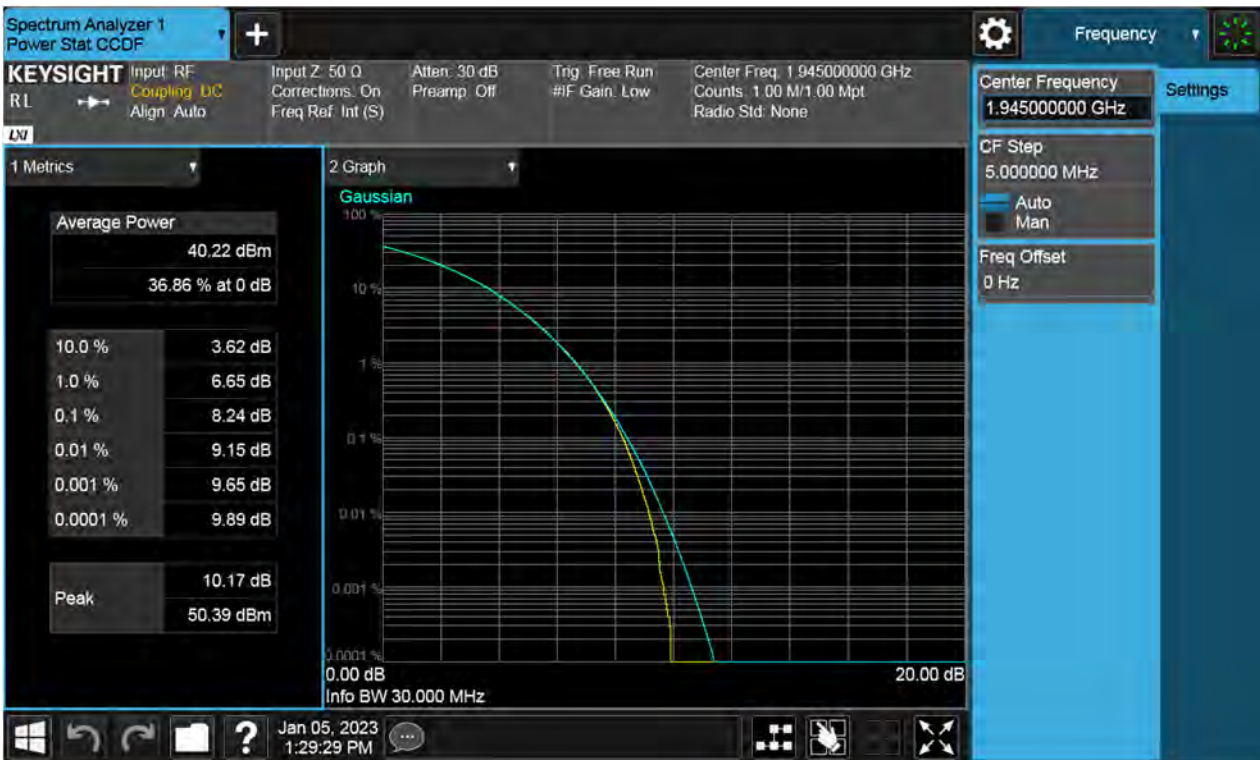 Spectrum Analyzer 1
Power Stat CCDF
+
Frequency
KEYSIGHT
RL
LXI
Input: RF
Coupling: DC
Align: Auto
Input Z: 50 Ω
Corrections: On
Freq Ref: Int (S)
Atten: 30 dB
Preamp: Off
Trig: Free Run
#IF Gain: Low
Center Freq: 1.945000000 GHz
Counts: 1.00 M/1.00 Mpt
Radio Std: None
Center Frequency
1.945000000 GHz
Settings
CF Step
5.000000 MHz
Auto
Man
Freq Offset
0 Hz
1 Metrics
Average Power
40.22 dBm
36.86 % at 0 dB
10.0 % 3.62 dB
1.0 % 6.65 dB
0.1 % 8.24 dB
0.01 % 9.15 dB
0.001 % 9.65 dB
0.0001 % 9.89 dB
Peak
10.17 dB
50.39 dBm
2 Graph
Gaussian
100 %
10 %
1 %
0.1 %
0.01 %
0.001 %
0.0001 %
0.00 dB 20.00 dB
Info BW 30.000 MHz
?
Jan 05, 2023
1:29:29 PM